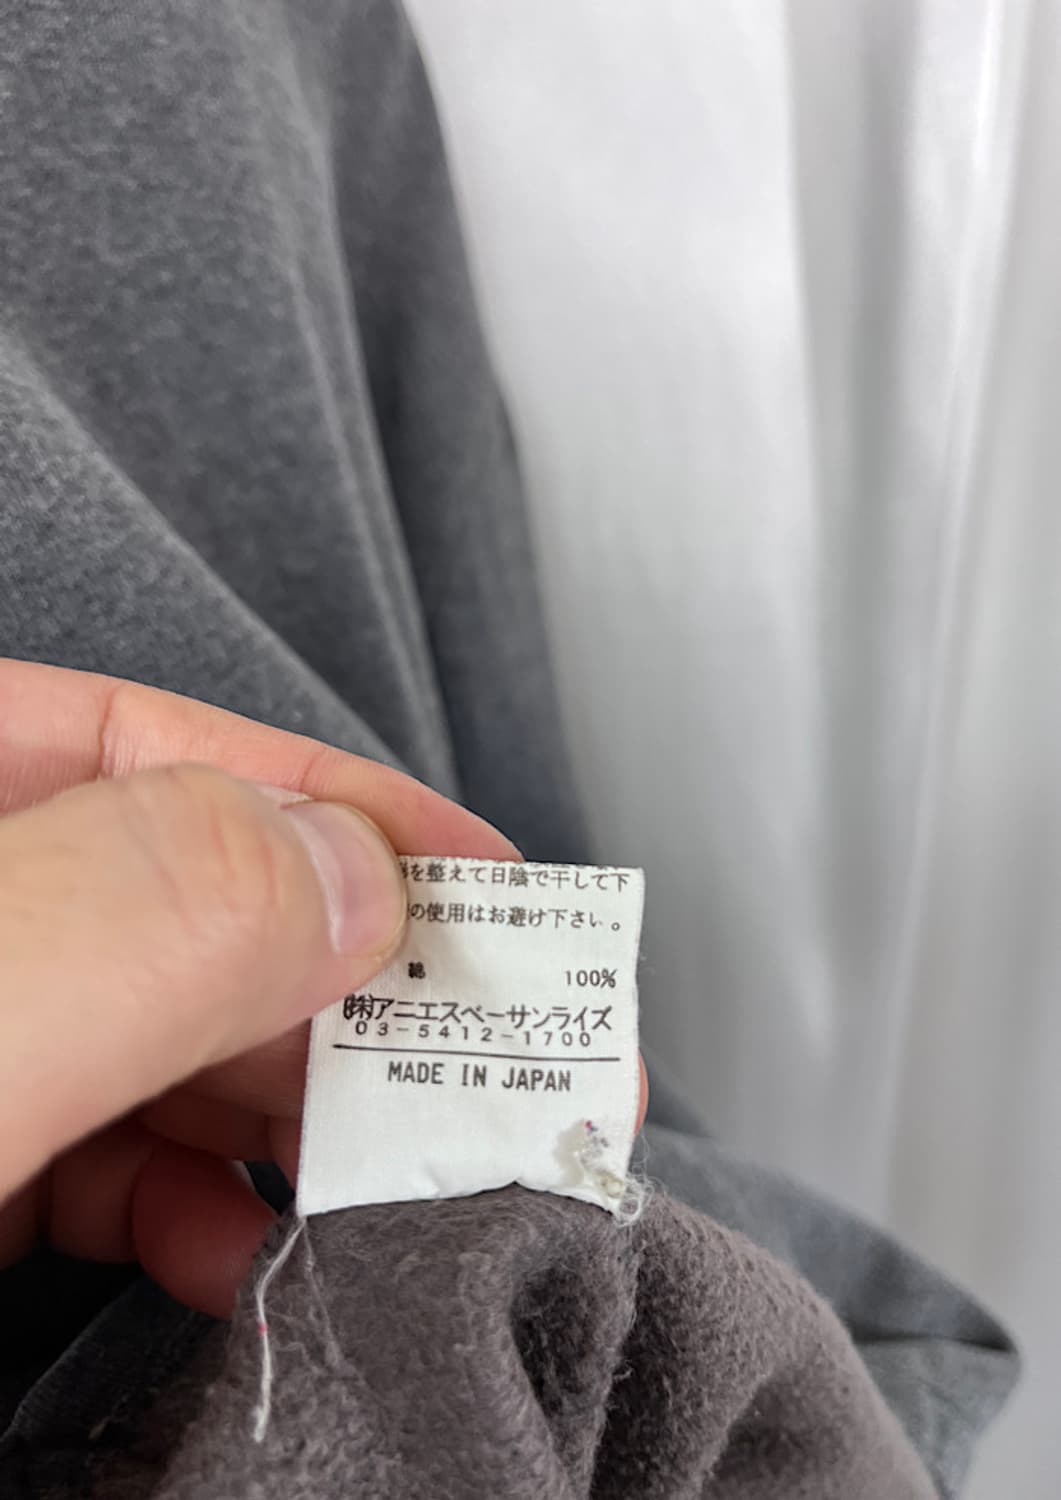 を整えて日陰で干して下
の使用はお避け下さい。
綿 100%
(株)アニエスベーサンライズ
03-5412-1700
MADE IN JAPAN